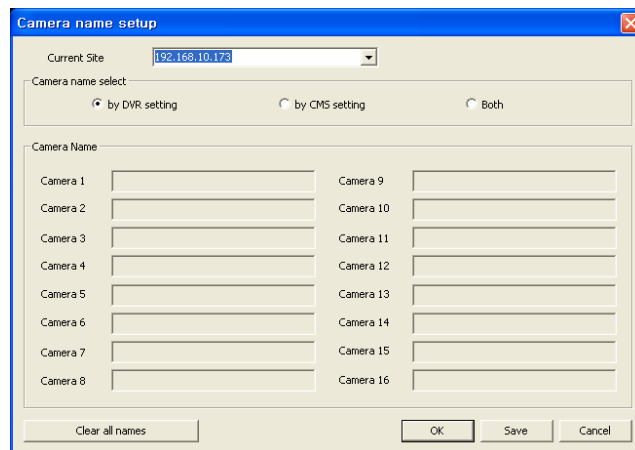 Camera name setup
Current Site 192.168.10.173
Camera name select
by DVR setting by CMS setting Both
Camera Name
Camera 1 Camera 9
Camera 2 Camera 10
Camera 3 Camera 11
Camera 4 Camera 12
Camera 5 Camera 13
Camera 6 Camera 14
Camera 7 Camera 15
Camera 8 Camera 16
Clear all names OK Save Cancel